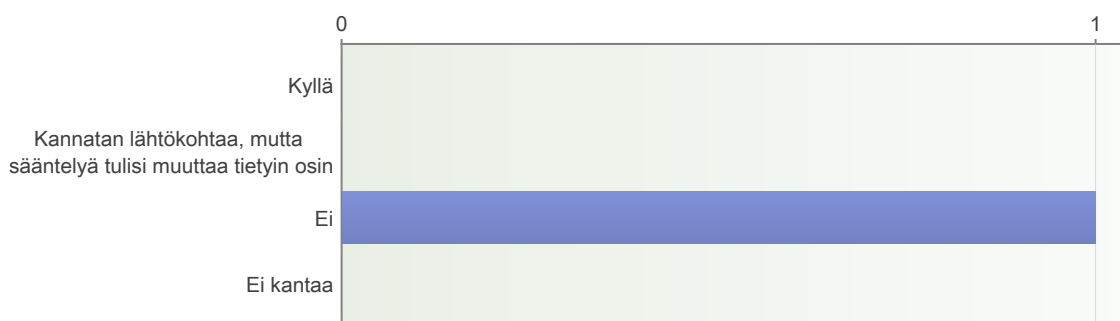 0 1
Kyllä
Kannatan lähtökohtaa, mutta
sääntelyä tulisi muuttaa tietyin osin
Ei
Ei kantaa